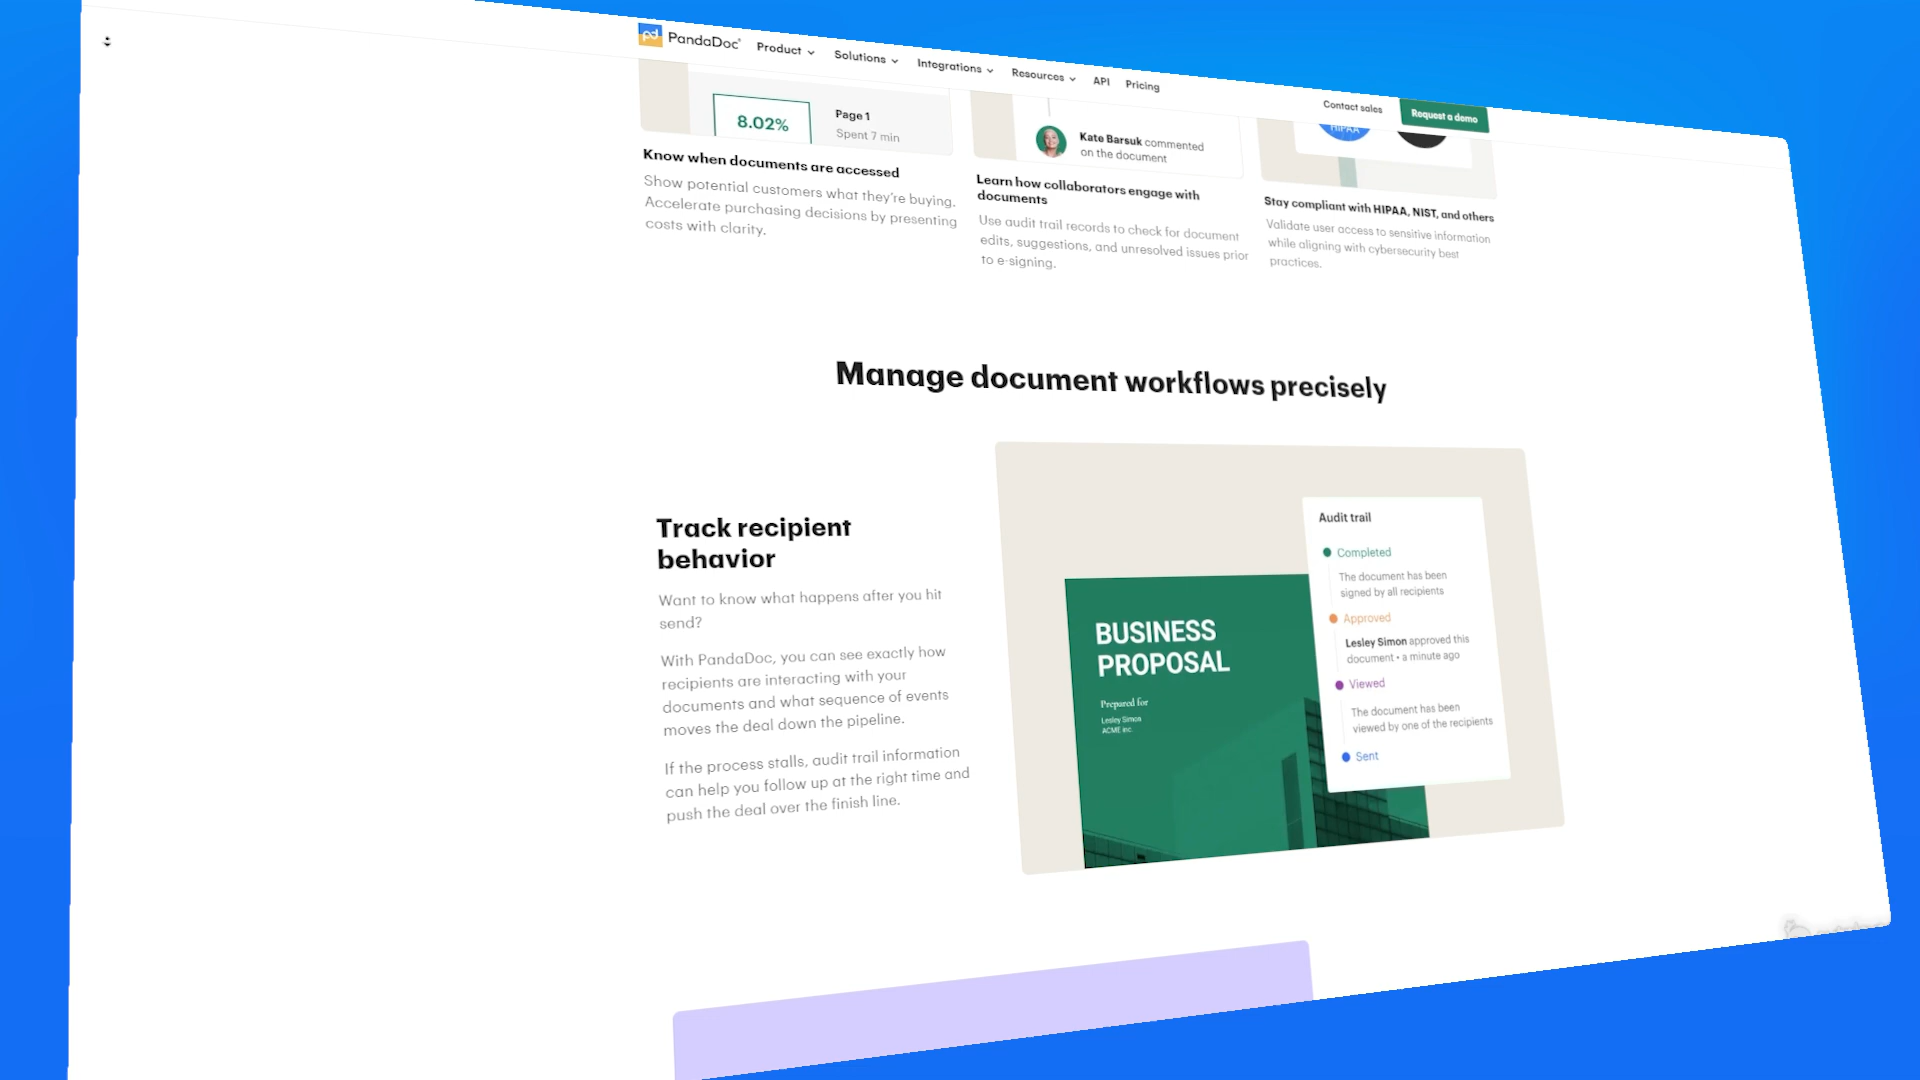 PandaDoc
Product
Solutions
Integrations
Resources
API
Pricing
Contact sales
Request a demo
8.02%
Page 1
Spent 7 min
Know when documents are accessed
Show potential customers what they're buying.
Accelerate purchasing decisions by presenting
costs with clarity.
Kate Barsuk commented
on the document
Learn how collaborators engage with
documents
Use audit trail records to check for document
edits, suggestions, and unresolved issues prior
to e-signing.
HIPAA
Stay compliant with HIPAA, NIST, and others
Validate user access to sensitive information
while aligning with cybersecurity best
practices.
Manage document workflows precisely
Track recipient
behavior
Want to know what happens after you hit
send?
With PandaDoc, you can see exactly how
recipients are interacting with your
documents and what sequence of events
moves the deal down the pipeline.
If the process stalls, audit trail information
can help you follow up at the right time and
push the deal over the finish line.
BUSINESS
PROPOSAL
Prepared for
Lesley Simon
ACME inc.
Audit trail
Completed
The document has been
signed by all recipients
Approved
Lesley Simon approved this
document • a minute ago
Viewed
The document has been
viewed by one of the recipients
Sent